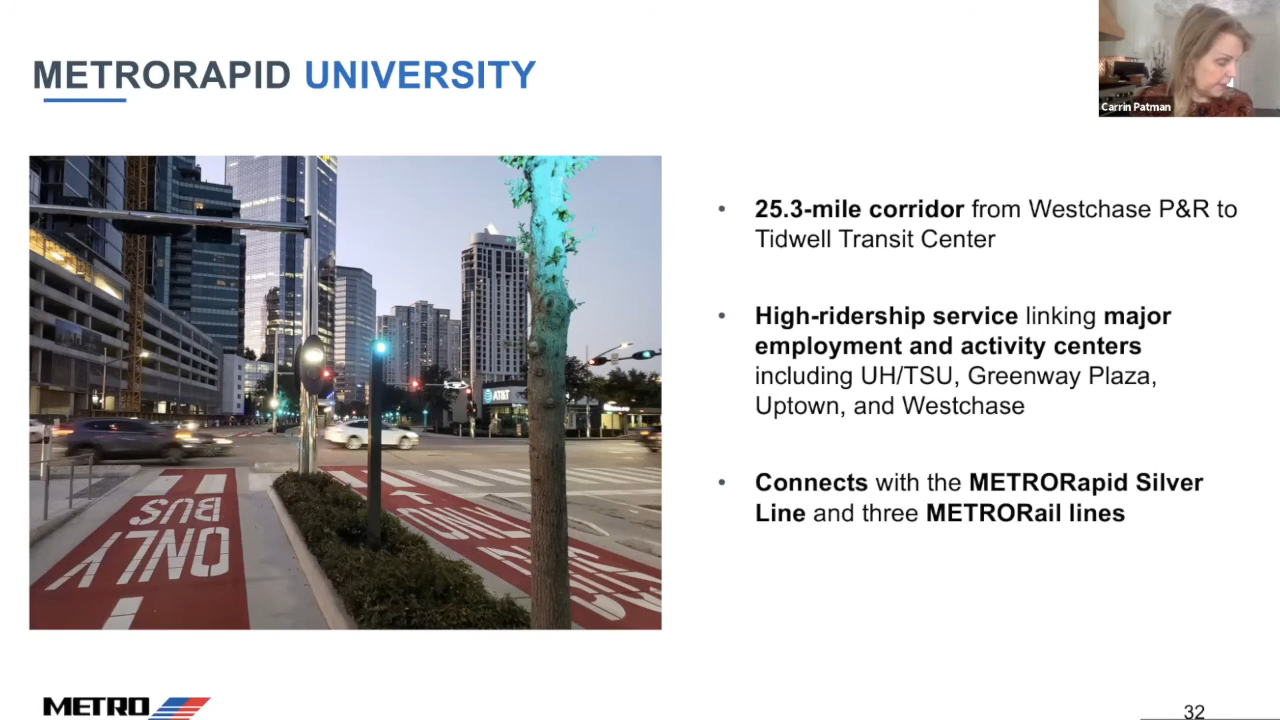 METRORAPID UNIVERSITY
Carrin Patman
• 25.3-mile corridor from Westchase P&R to
Tidwell Transit Center
• High-ridership service linking major
employment and activity centers
including UH/TSU, Greenway Plaza,
Uptown, and Westchase
• Connects with the METRORapid Silver
Line and three METRORail lines
AT&T
BUS
ONLY
ONLY
METRO
32